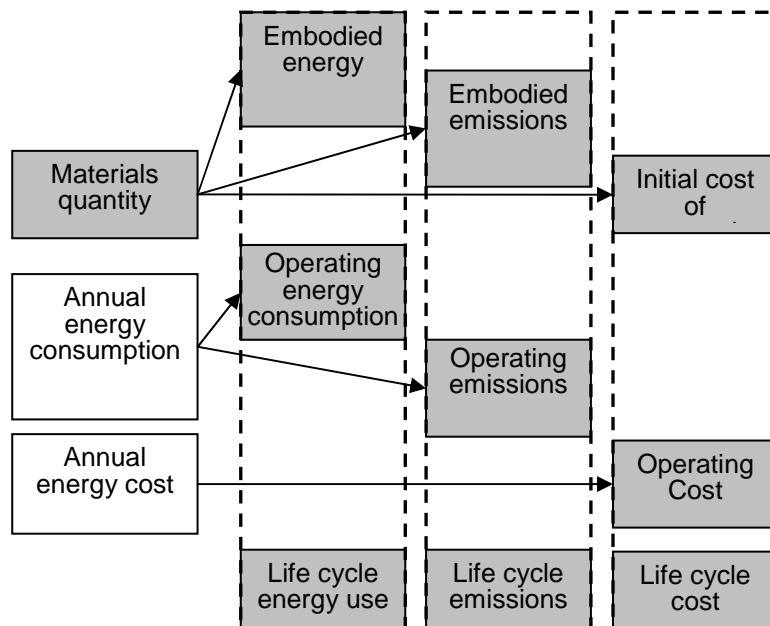 Embodied
energy
Embodied
emissions
Materials
quantity
Initial cost
of
Operating
energy
consumption
Annual
energy
consumption
Operating
emissions
Annual
energy cost
Operating
Cost
Life cycle
energy use
Life cycle
emissions
Life cycle
cost